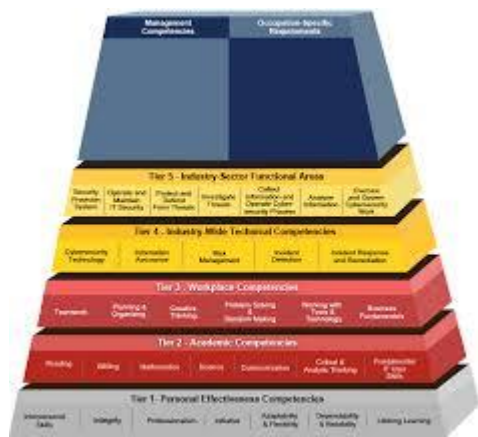 Management
Competencies
Occupation-Specific
Requirements
Tier 5 - Industry-Sector Functional Areas
Security
System
Operate and
Maintain
IT Security
Protect and
Defend
From Threats
Investigate
Threats
Collect
Information and
Operate Cyber-
security Process
Analyze
Information
Oversee
and Govern
Cybersecurity
Work
Tier 4 - Industry-Wide Technical Competencies
Cybersecurity
Technology
Information
Assurance
Risk
Management
Incident
Detection
Incident Response
and Remediation
Tier 3 - Workplace Competencies
Teamwork
Planning &
Organizing
Creative
Thinking
Problem Solving
&
Decision Making
Working with
Tools &
Technology
Business
Fundamentals
Tier 2 - Academic Competencies
Reading
Writing
Mathematics
Science
Communication
Critical &
Analytic Thinking
Fundamental
IT User
Skills
Tier 1- Personal Effectiveness Competencies
Interpersonal
Skills
Integrity
Professionalism
Initiative
Adaptability
& Flexibility
Dependability
& Reliability
Lifelong Learning